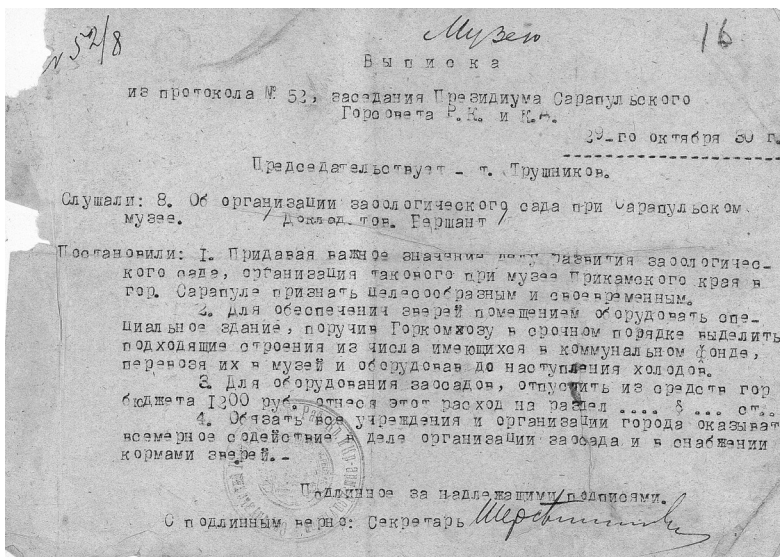 № 52/8
Музею
16
Выписка
из протокола № 52, заседания Президиума Сарапульского
Горсовета Р.К. и К.Д.
29-го октября 30 г.
Председательствует - т. Трушников.
Слушали: 8. Об организации заоологического сада при Сарапульском
музее. /Доклад тов. Гершант/
Постановили: 1. Придавая важное значение делу развития заоологичес-
кого сада, организация такового при музее Прикамского края в
гор. Сарапуле признать целесообразным и своевременным.
2. Для обеспечения зверей помещением оборудовать спе-
циальное здание, поручив Горкомхозу в срочном порядке выделить
подходящие строения из числа имеющихся в коммунальном фонде,
перевозя их в музей и оборудовав до наступления холодов.
3. Для оборудования заосадов, отпустить из средств гор
бюджета 1200 руб. отнеся этот расход на раздел .... § ... ст..
4. Обязать все учреждения и организации города оказыват
всемерное содействие в деле организации заосада и в снабжении
кормами зверей.-
Подлинное за надлежащими подписями.
С подлинным верно: Секретарь